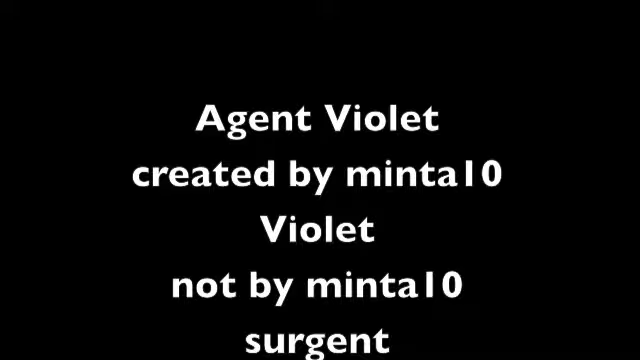 Agent Violet
created by minta10
Violet
not by minta10
surgent